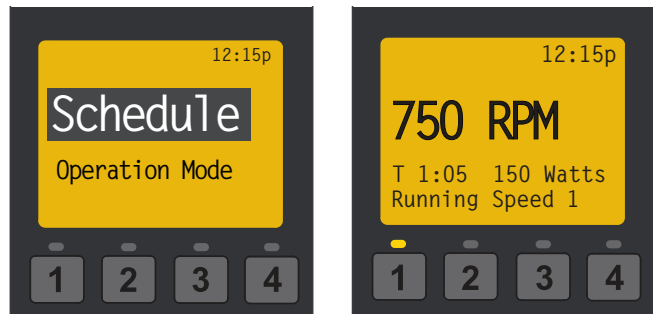 12:15p
Schedule
Operation Mode
1 2 3 4
12:15p
750 RPM
T 1:05 150 Watts
Running Speed 1
1 2 3 4